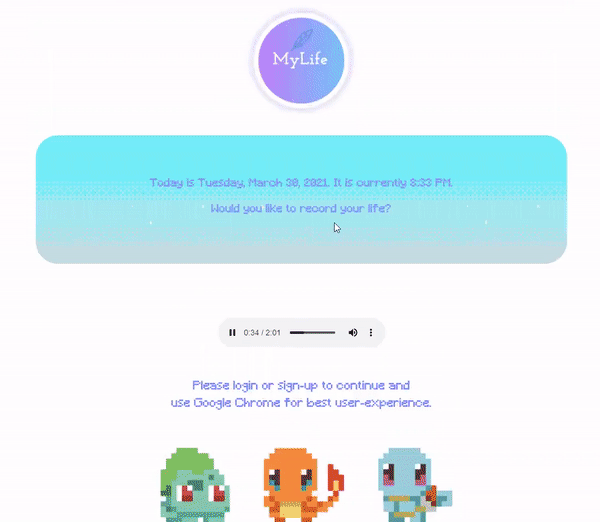 MyLife
Today is Tuesday, March 30, 2021. It is currently 8:33 PM.
Would you like to record your life?
0:34 / 2:01
Please login or sign-up to continue and
use Google Chrome for best user-experience.